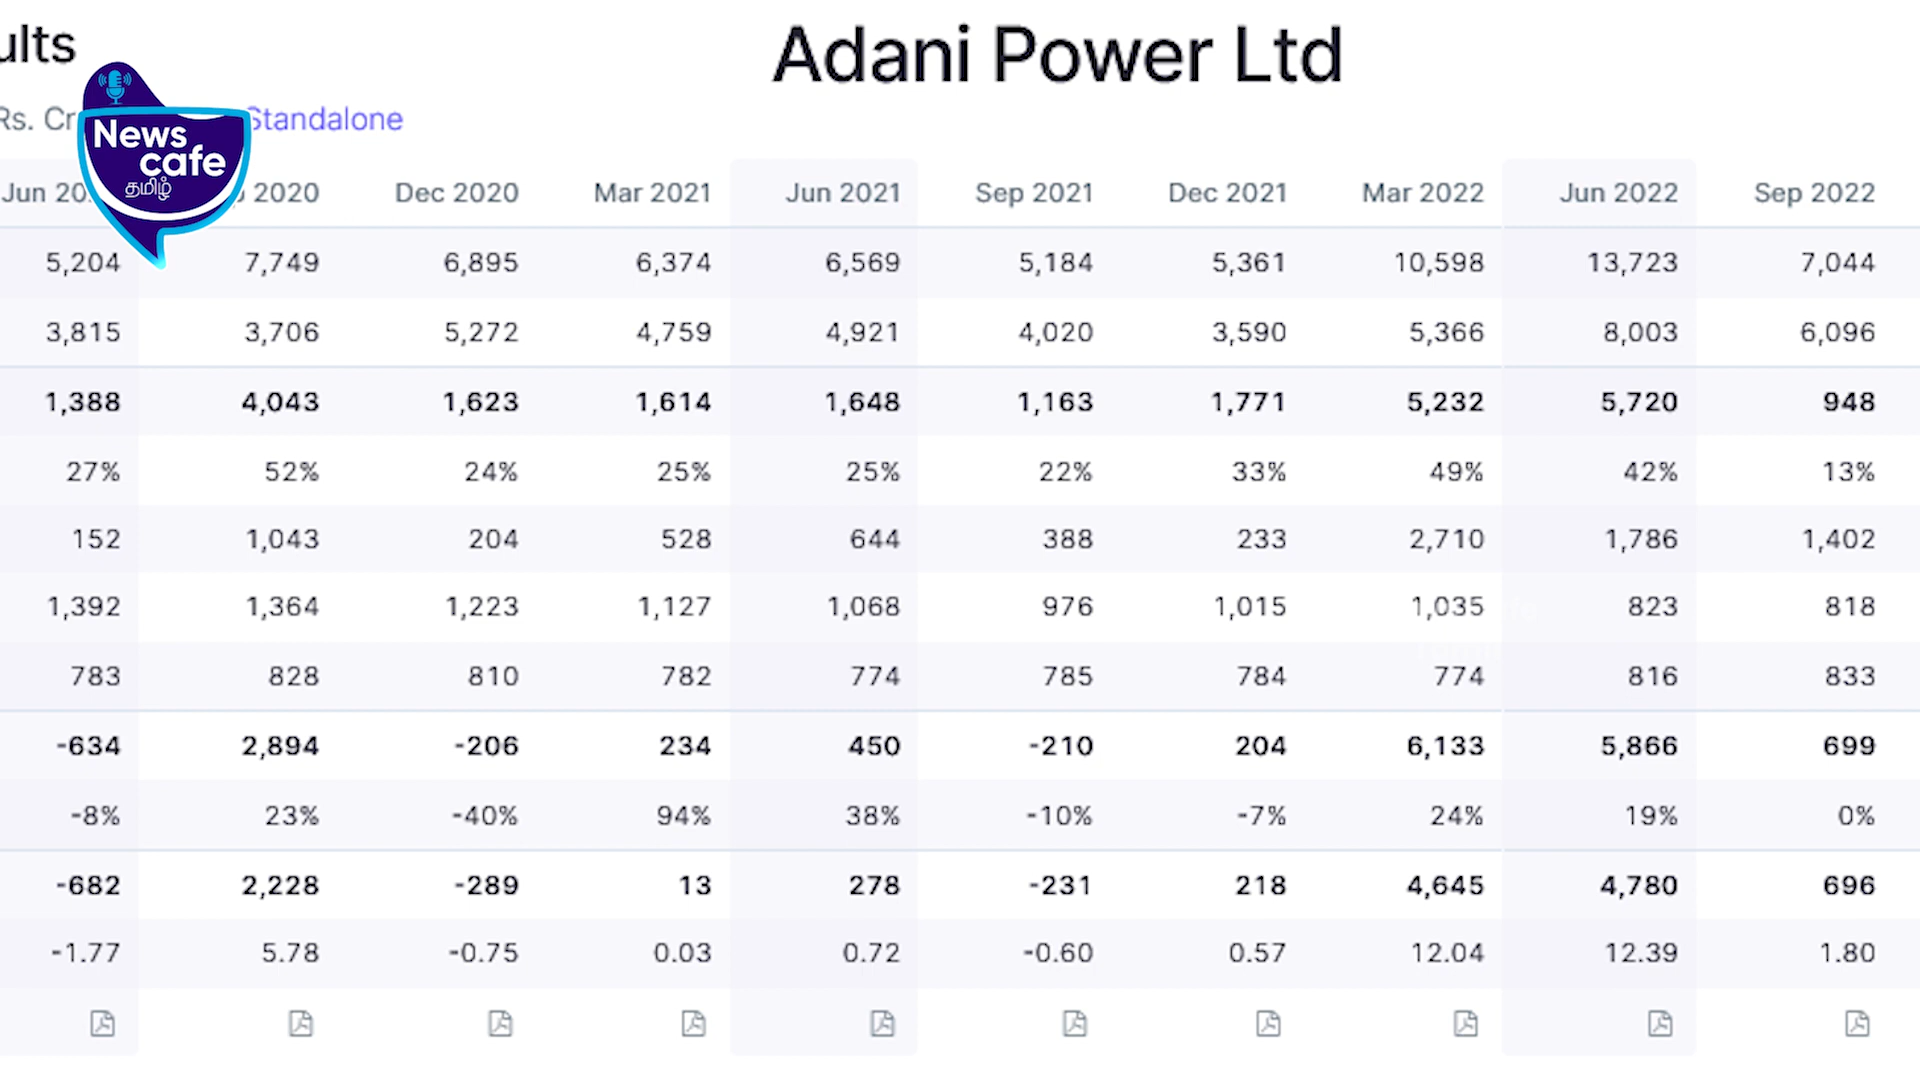 ults
Adani Power Ltd
Rs. Cr
Standalone
News
cafe
தமிழ்
Jun 2020 Dec 2020 Mar 2021 Jun 2021 Sep 2021 Dec 2021 Mar 2022 Jun 2022 Sep 2022
5,204 7,749 6,895 6,374 6,569 5,184 5,361 10,598 13,723 7,044
3,815 3,706 5,272 4,759 4,921 4,020 3,590 5,366 8,003 6,096
1,388 4,043 1,623 1,614 1,648 1,163 1,771 5,232 5,720 948
27% 52% 24% 25% 25% 22% 33% 49% 42% 13%
152 1,043 204 528 644 388 233 2,710 1,786 1,402
1,392 1,364 1,223 1,127 1,068 976 1,015 1,035 823 818
783 828 810 782 774 785 784 774 816 833
-634 2,894 -206 234 450 -210 204 6,133 5,866 699
-8% 23% -40% 94% 38% -10% -7% 24% 19% 0%
-682 2,228 -289 13 278 -231 218 4,645 4,780 696
-1.77 5.78 -0.75 0.03 0.72 -0.60 0.57 12.04 12.39 1.80